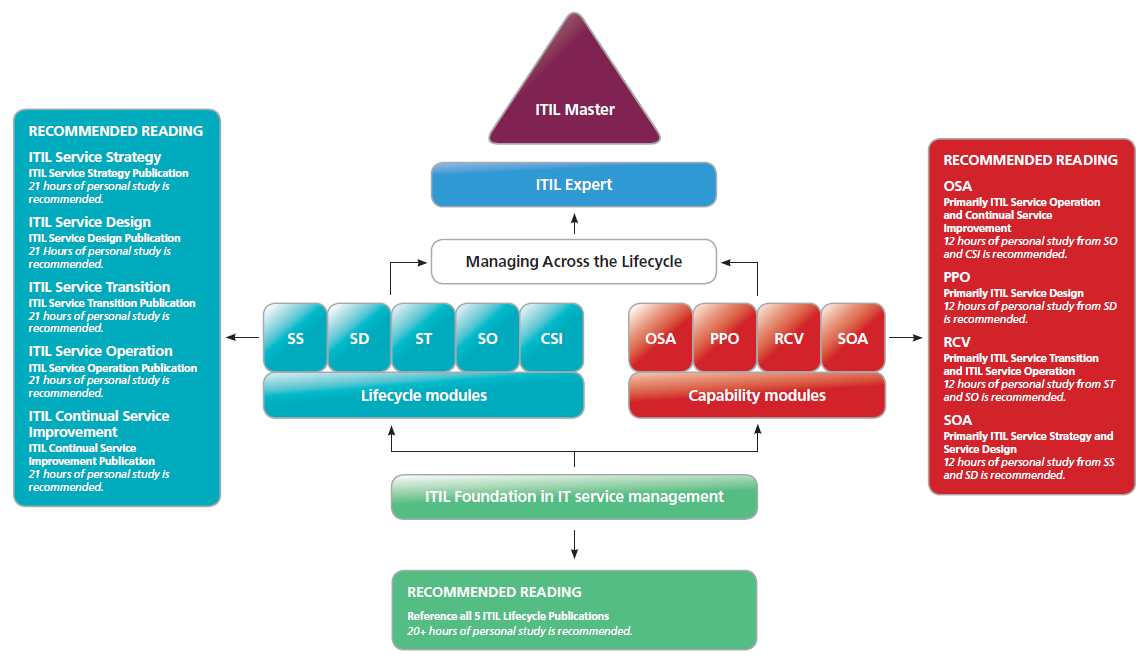 ITIL Master
ITIL Expert
Managing Across the Lifecycle
SS
SD
ST
SO
CSI
Lifecycle modules
OSA
PPO
RCV
SOA
Capability modules
ITIL Foundation in IT service management
RECOMMENDED READING
ITIL Service Strategy
ITIL Service Strategy Publication
21 hours of personal study is
recommended.
ITIL Service Design
ITIL Service Design Publication
21 Hours of personal study is
recommended.
ITIL Service Transition
ITIL Service Transition Publication
21 hours of personal study is
recommended.
ITIL Service Operation
ITIL Service Operation Publication
21 hours of personal study is
recommended.
ITIL Continual Service
Improvement
ITIL Continual Service
Improvement Publication
21 hours of personal study is
recommended.
RECOMMENDED READING
OSA
Primarily ITIL Service Operation
and Continual Service
Improvement
12 hours of personal study from SO
and CSI is recommended.
PPO
Primarily ITIL Service Design
12 hours of personal study from SD
is recommended.
RCV
Primarily ITIL Service Transition
and ITIL Service Operation
12 hours of personal study from ST
and SO is recommended.
SOA
Primarily ITIL Service Strategy and
Service Design
12 hours of personal study from SS
and SD is recommended.
RECOMMENDED READING
Reference all 5 ITIL Lifecycle Publications
20+ hours of personal study is recommended.